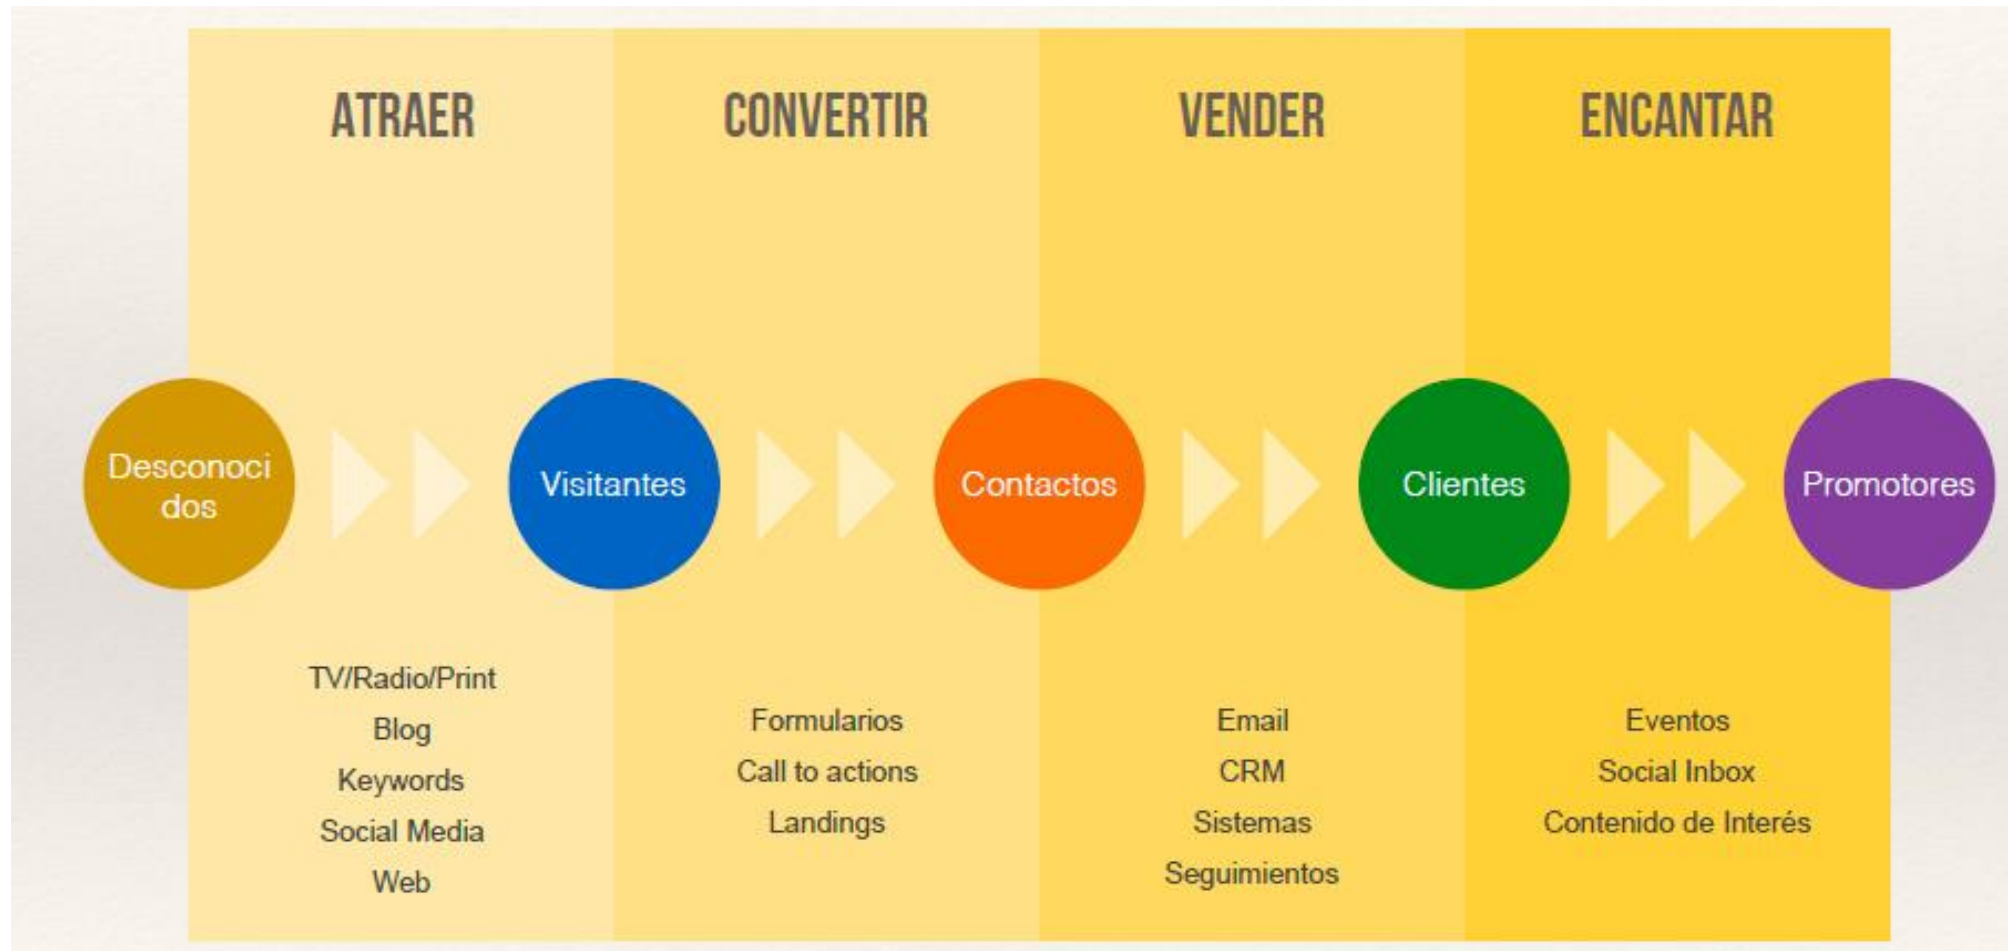 ATRAER
CONVERTIR
VENDER
ENCANTAR
Desconoci
dos
Visitantes
Contactos
Clientes
Promotores
TV/Radio/Print
Blog
Keywords
Social Media
Web
Formularios
Call to actions
Landings
Email
CRM
Sistemas
Seguimientos
Eventos
Social Inbox
Contenido de Interés